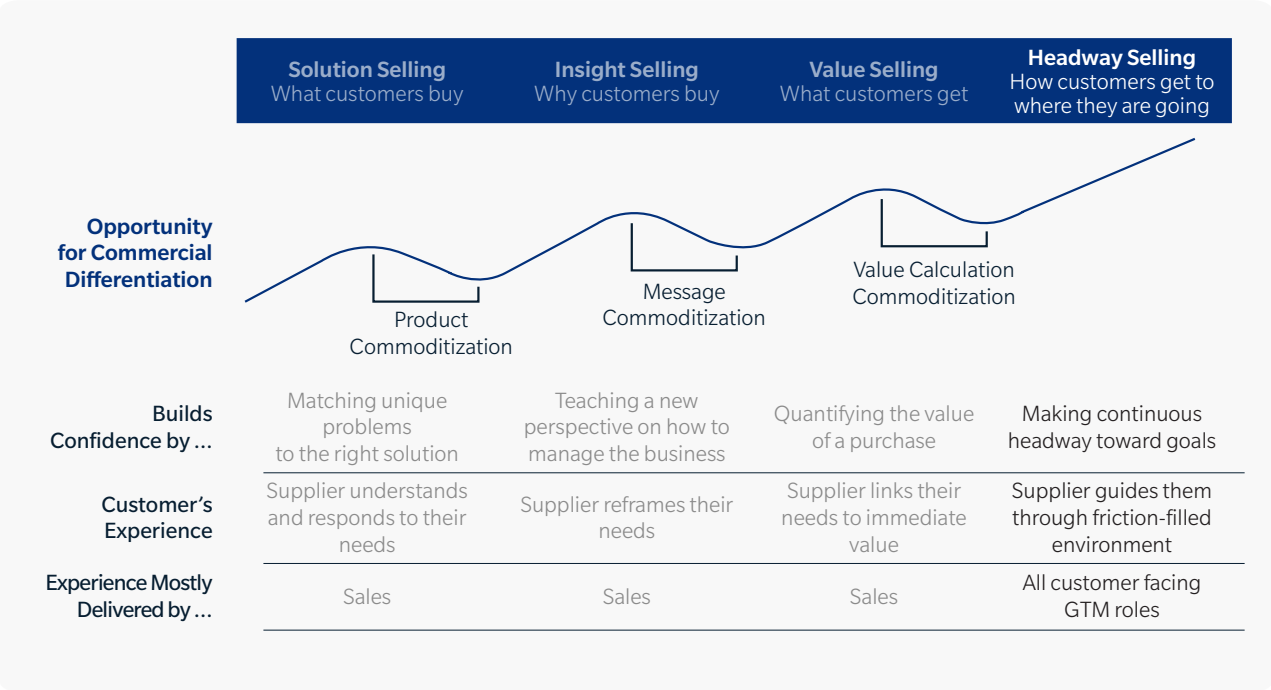 Solution Selling
What customers buy
Insight Selling
Why customers buy
Value Selling
What customers get
Headway Selling
How customers get to
where they are going
Opportunity
for Commercial
Differentiation
Product
Commoditization
Message
Commoditization
Value Calculation
Commoditization
Builds
Confidence by ...
Matching unique
problems
to the right solution
Teaching a new
perspective on how to
manage the business
Quantifying the value
of a purchase
Making continuous
headway toward goals
Customer’s
Experience
Supplier understands
and responds to their
needs
Supplier reframes their
needs
Supplier links their
needs to immediate
value
Supplier guides them
through friction-filled
environment
Experience Mostly
Delivered by ...
Sales
Sales
Sales
All customer facing
GTM roles